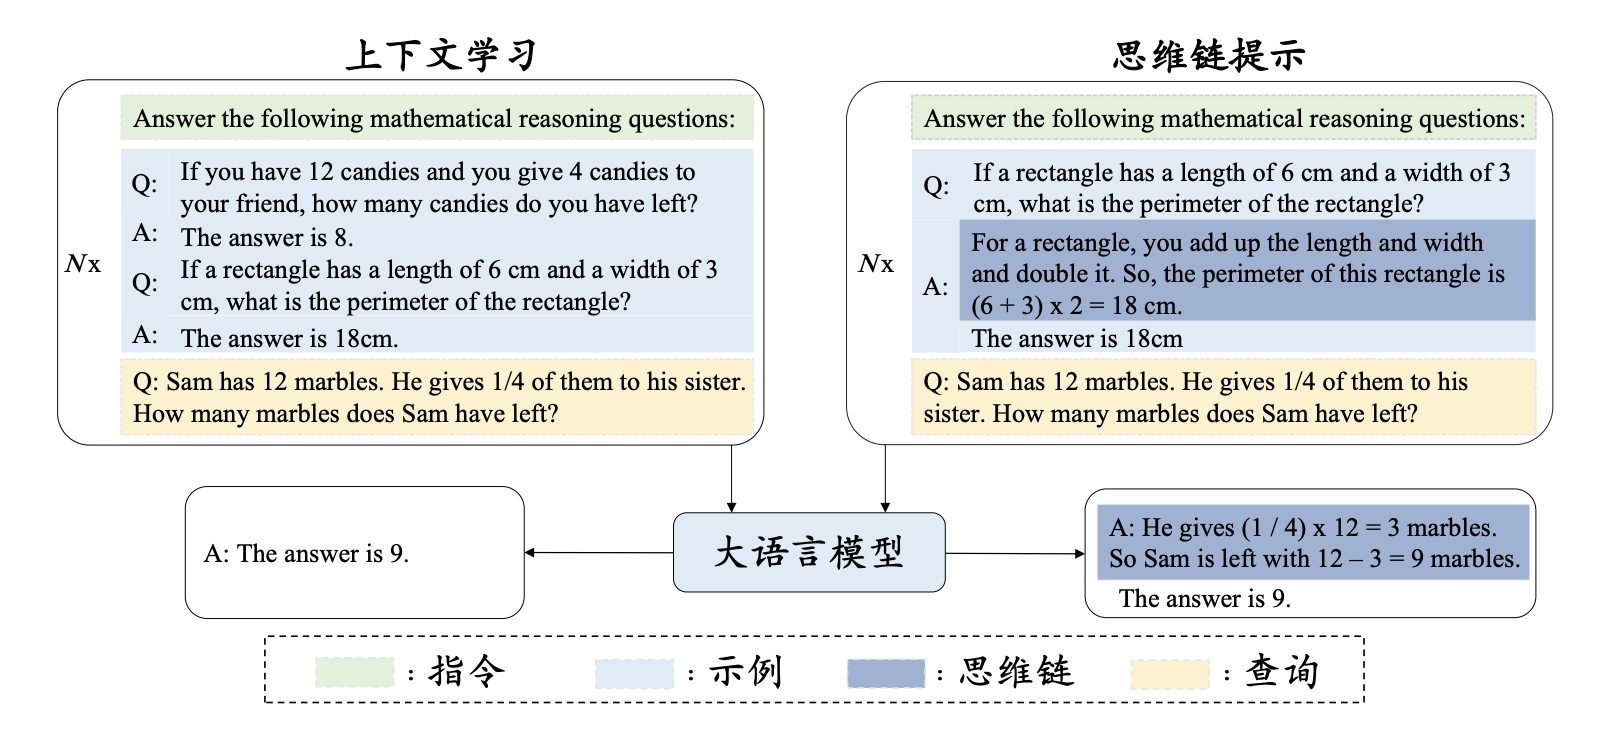 上下文学习
Answer the following mathematical reasoning questions:
Nx
Q: If you have 12 candies and you give 4 candies to
your friend, how many candies do you have left?
A: The answer is 8.
Q: If a rectangle has a length of 6 cm and a width of 3
cm, what is the perimeter of the rectangle?
A: The answer is 18cm.
Q: Sam has 12 marbles. He gives 1/4 of them to his sister.
How many marbles does Sam have left?
思维链提示
Answer the following mathematical reasoning questions:
Nx
Q: If a rectangle has a length of 6 cm and a width of 3
cm, what is the perimeter of the rectangle?
A: For a rectangle, you add up the length and width
and double it. So, the perimeter of this rectangle is
(6 + 3) x 2 = 18 cm.
The answer is 18cm
Q: Sam has 12 marbles. He gives 1/4 of them to his
sister. How many marbles does Sam have left?
A: The answer is 9.
大语言模型
A: He gives (1 / 4) x 12 = 3 marbles.
So Sam is left with 12 – 3 = 9 marbles.
The answer is 9.
：指令
：示例
：思维链
：查询